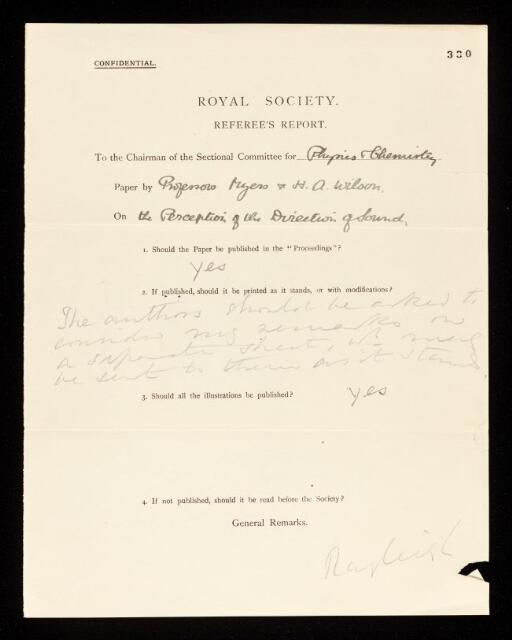 CONFIDENTIAL.
330
ROYAL SOCIETY.
REFEREE'S REPORT.
To the Chairman of the Sectional Committee for Physics & Chemistry
Paper by Professors Myers & H. A. Wilson.
On the Perception of the Direction of Sound.
1. Should the Paper be published in the "Proceedings"?
Yes
2. If published, should it be printed as it stands, or with modifications?
The authors should be asked to
consider my remarks on
a separate sheet, wh may
be sent to them as it stands.
3. Should all the illustrations be published?
Yes
4. If not published, should it be read before the Society?
General Remarks.
Rayleigh